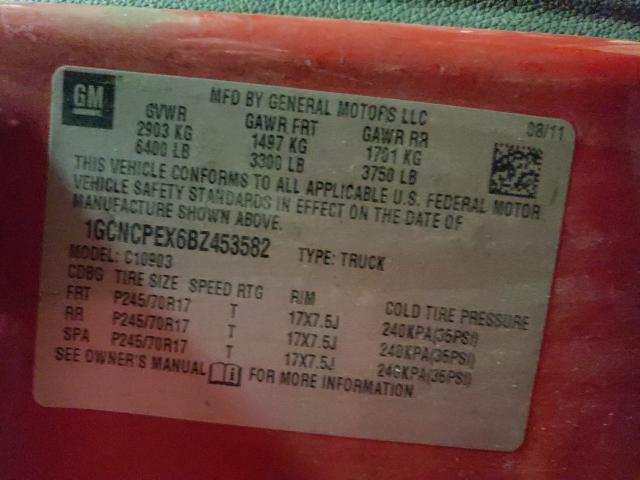 GM
MFD BY GENERAL MOTORS LLC
08/11
GVWR GAWR FRT GAWR RR
2903 KG 1497 KG 1701 KG
6400 LB 3300 LB 3750 LB
THIS VEHICLE CONFORMS TO ALL APPLICABLE U.S. FEDERAL MOTOR
VEHICLE SAFETY STANDARDS IN EFFECT ON THE DATE OF
MANUFACTURE SHOWN ABOVE.
1GCNCPEX6BZ453582 TYPE: TRUCK
MODEL: C10903
CDBG TIRE SIZE SPEED RTG RIM COLD TIRE PRESSURE
FRT P245/70R17 T 17X7.5J 240KPA(35PSI)
RR P245/70R17 T 17X7.5J 240KPA(35PSI)
SPA P245/70R17 T 17X7.5J 240KPA(35PSI)
SEE OWNER'S MANUAL FOR MORE INFORMATION